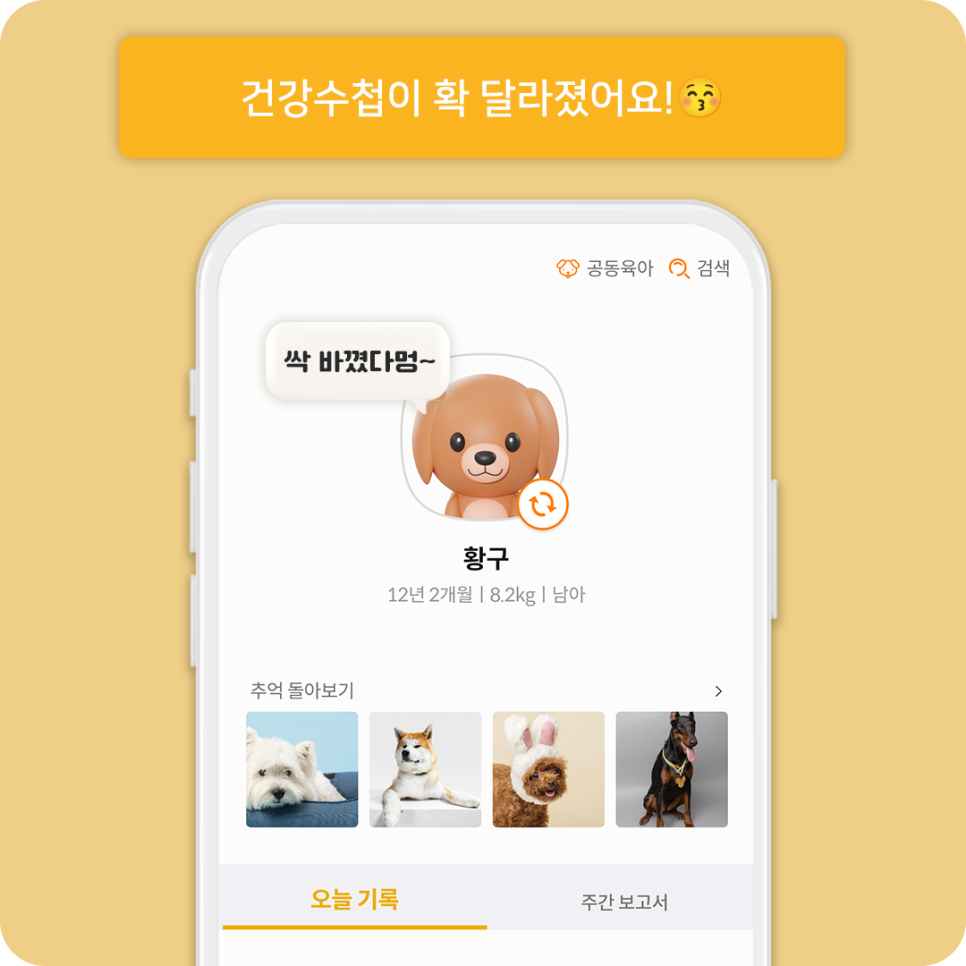 건강수첩이 확 달라졌어요!😚
공동육아 검색
싹 바꼈다멍~
황구
12년 2개월 | 8.2kg | 남아
추억 돌아보기
오늘 기록 주간 보고서